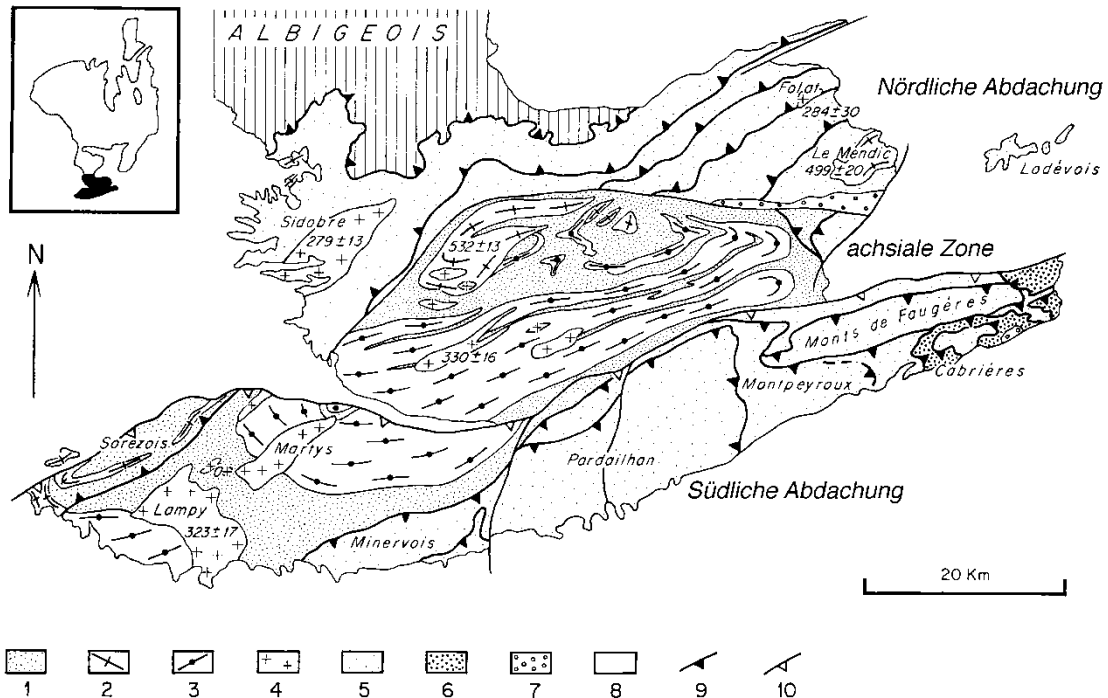 ALBIGEOIS
Nördliche Abdachung
Folat
284±30
Le Mendic
499±20
Lodévois
Sidobre
279±13
532±13
N
achsiale Zone
Monts de Faugères
330±16
Cabrières
Montpeyroux
Sorezois
Martys
Pardailhan
Südliche Abdachung
Lampy
323±17
Minervois
20 Km
1 2 3 4 5 6 7 8 9 10